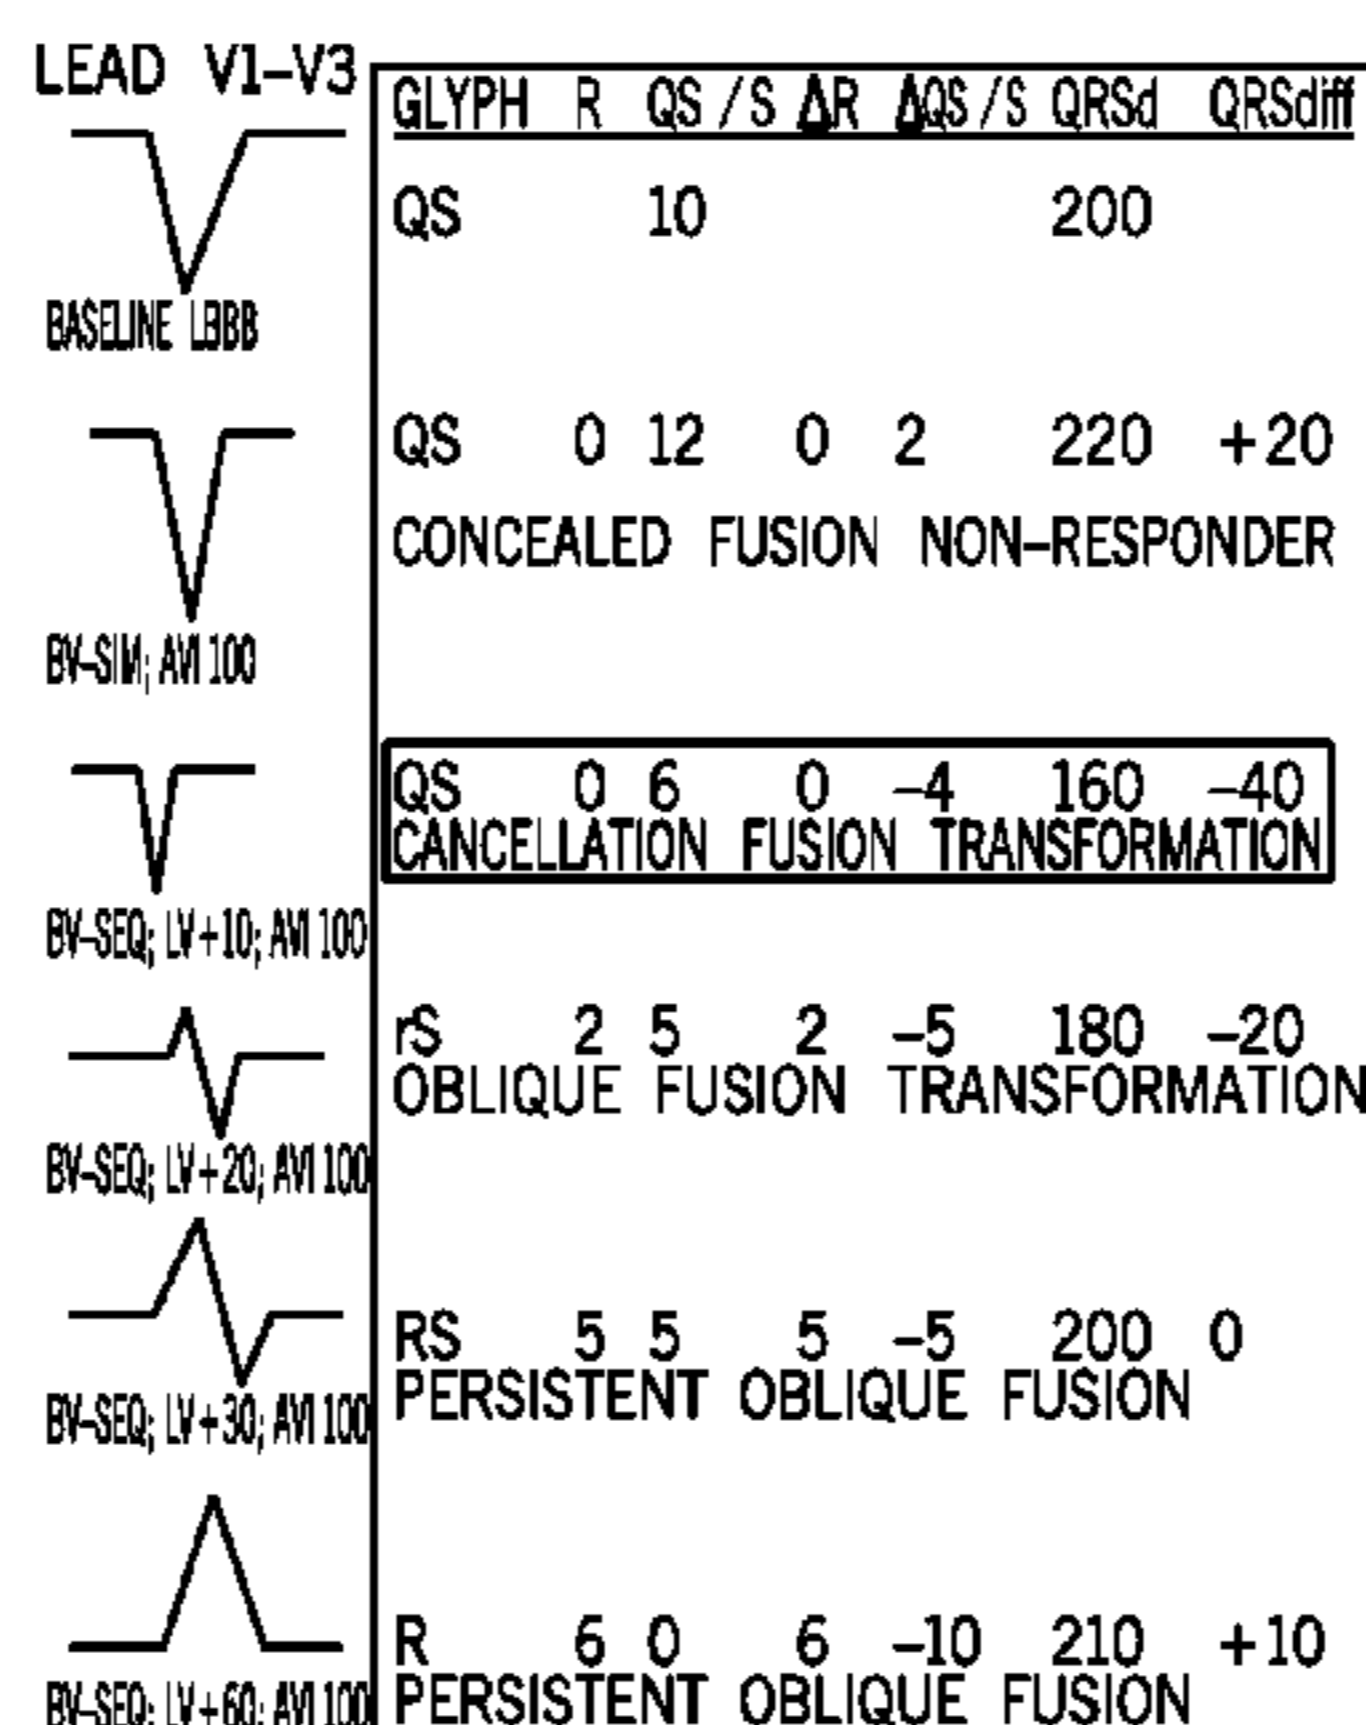 LEAD V1-V3
GLYPH R QS/S ΔR ΔQS/S QRSd QRSdiff
QS 10 200
BASELINE LBBB
QS 0 12 0 2 220 +20
CONCEALED FUSION NON-RESPONDER
BV-SIM; AVI 100
QS 0 6 0 -4 160 -40
CANCELLATION FUSION TRANSFORMATION
BV-SEQ; LV+10; AVI 100
rS 2 5 2 -5 180 -20
OBLIQUE FUSION TRANSFORMATION
BV-SEQ; LV+20; AVI 100
RS 5 5 5 -5 200 0
PERSISTENT OBLIQUE FUSION
BV-SEQ; LV+30; AVI 100
R 6 0 6 -10 210 +10
PERSISTENT OBLIQUE FUSION
BV-SEQ; LV+60; AVI 100